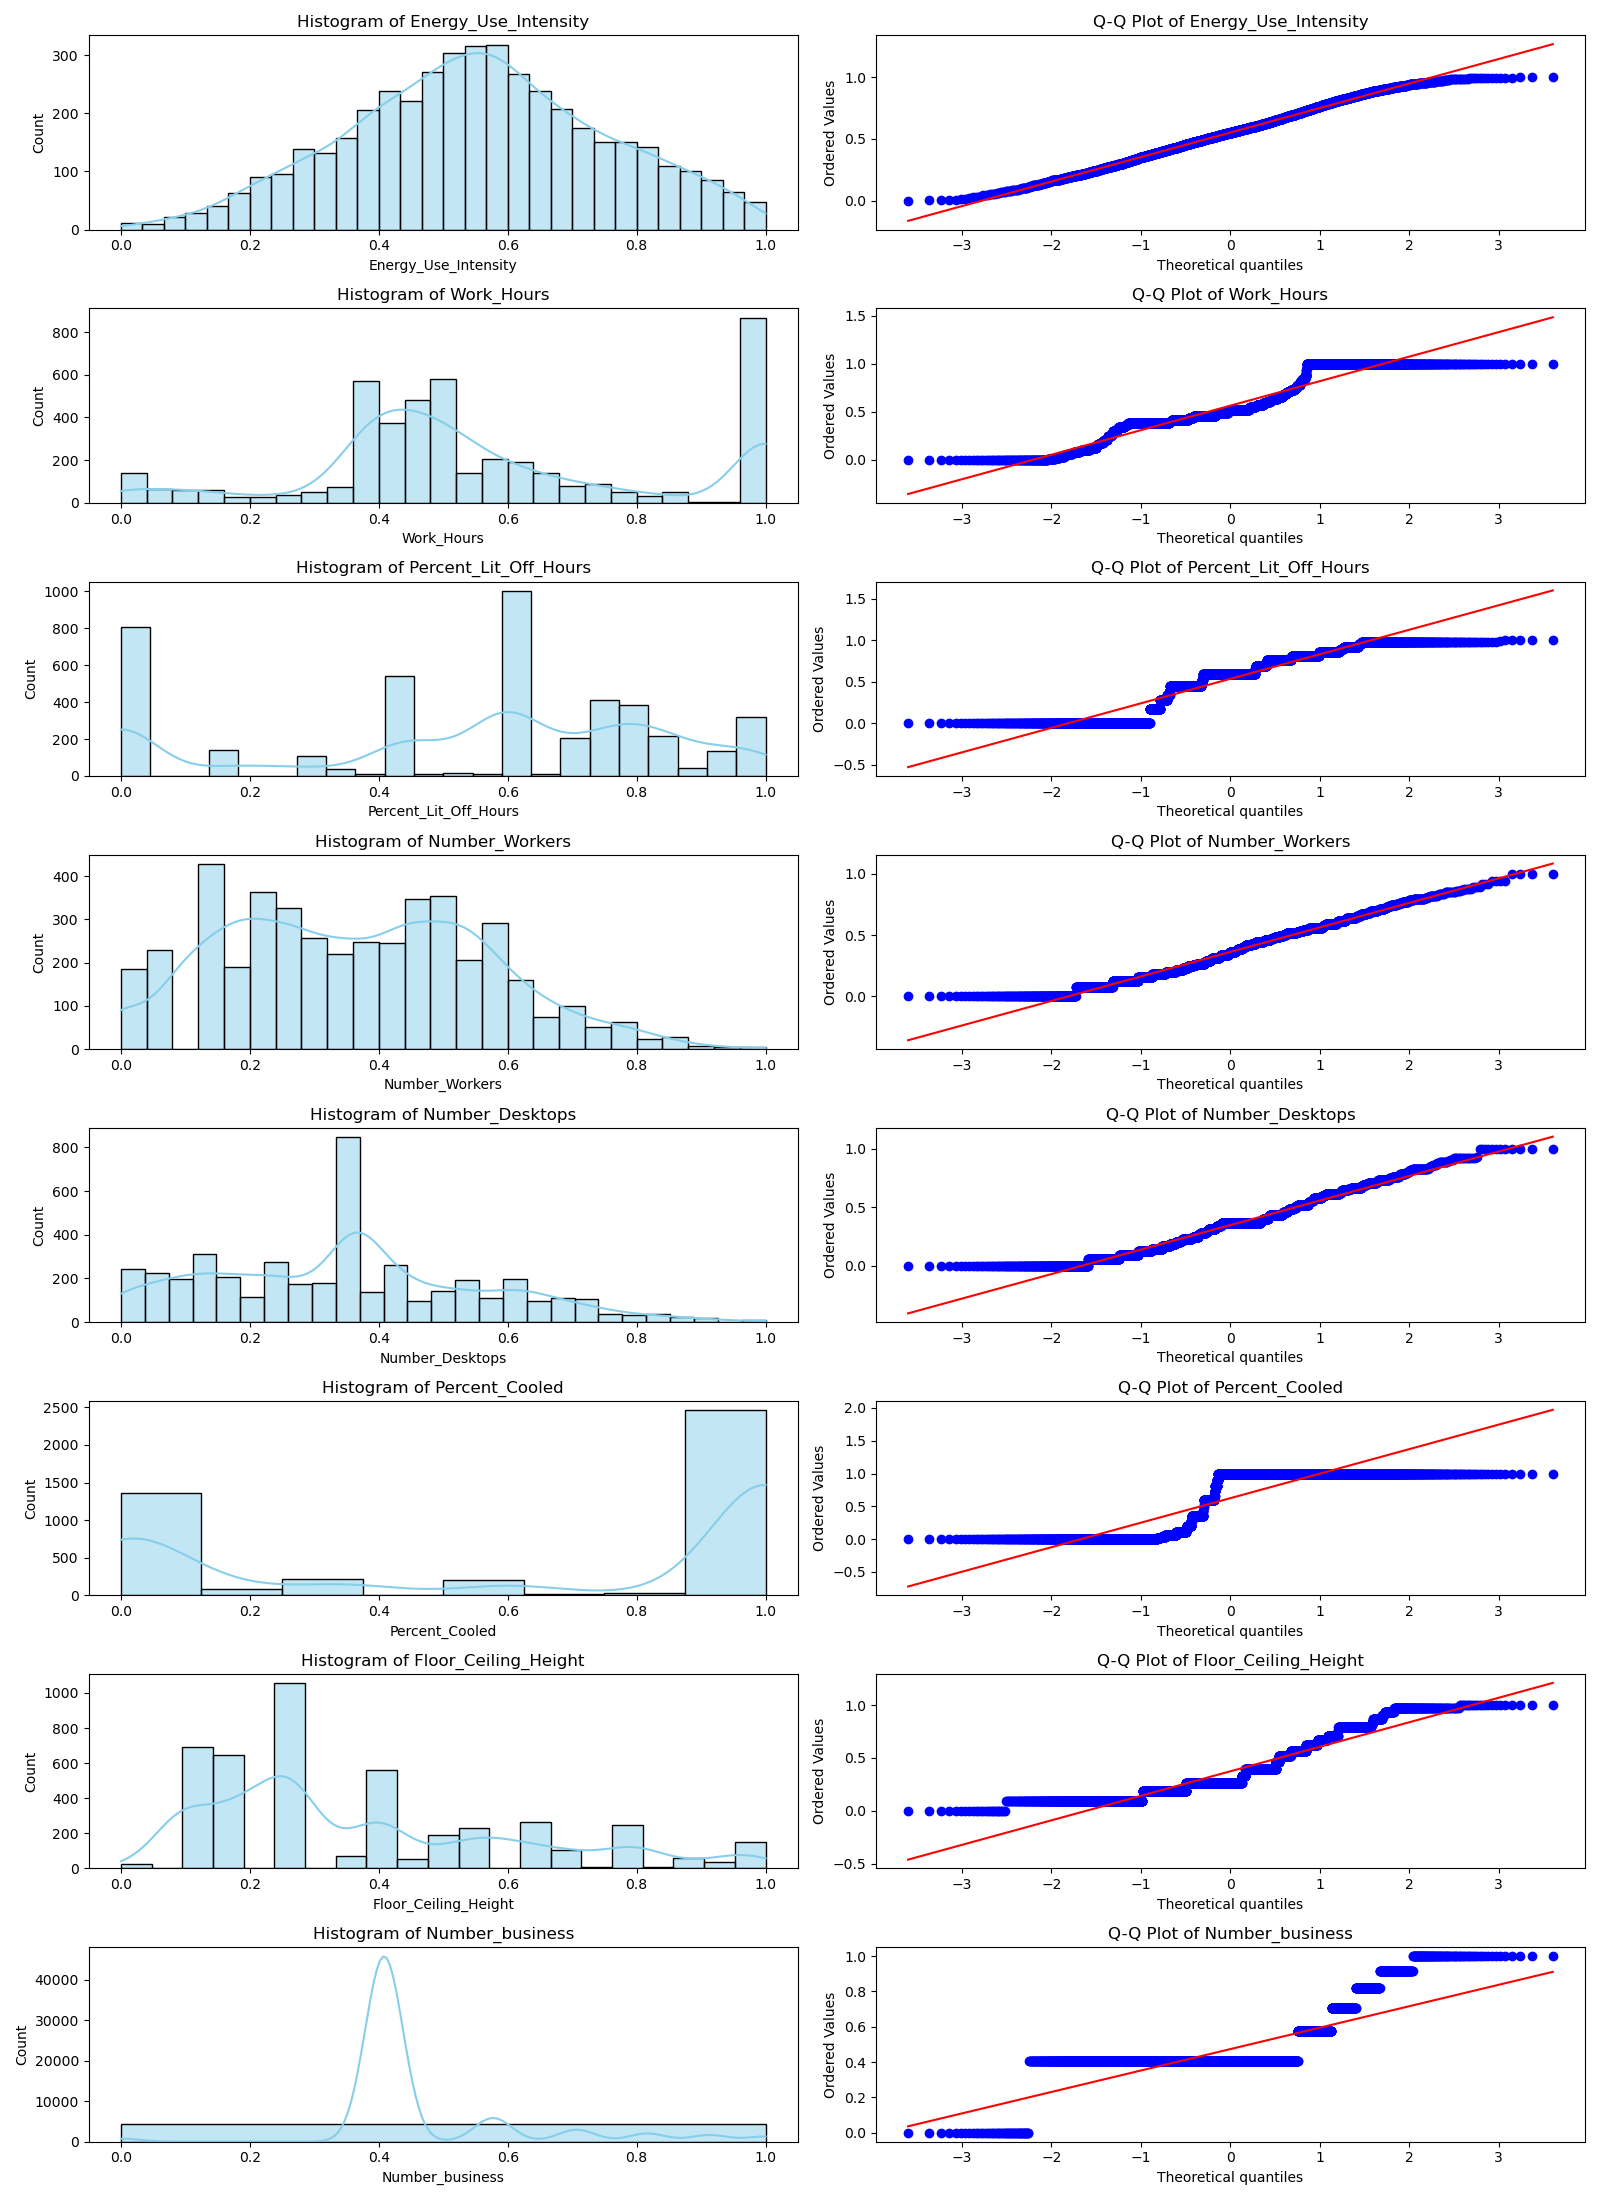 Histogram of Energy_Use_Intensity
Q-Q Plot of Energy_Use_Intensity
Count
300
200
100
0
0.0 0.2 0.4 0.6 0.8 1.0
Energy_Use_Intensity
Ordered Values
1.0
0.5
0.0
−3 −2 −1 0 1 2 3
Theoretical quantiles
Histogram of Work_Hours
Q-Q Plot of Work_Hours
Count
800
600
400
200
0
0.0 0.2 0.4 0.6 0.8 1.0
Work_Hours
Ordered Values
1.5
1.0
0.5
0.0
−3 −2 −1 0 1 2 3
Theoretical quantiles
Histogram of Percent_Lit_Off_Hours
Q-Q Plot of Percent_Lit_Off_Hours
Count
1000
800
600
400
200
0
0.0 0.2 0.4 0.6 0.8 1.0
Percent_Lit_Off_Hours
Ordered Values
1.5
1.0
0.5
0.0
−0.5
−3 −2 −1 0 1 2 3
Theoretical quantiles
Histogram of Number_Workers
Q-Q Plot of Number_Workers
Count
400
300
200
100
0
0.0 0.2 0.4 0.6 0.8 1.0
Number_Workers
Ordered Values
1.0
0.5
0.0
−3 −2 −1 0 1 2 3
Theoretical quantiles
Histogram of Number_Desktops
Q-Q Plot of Number_Desktops
Count
800
600
400
200
0
0.0 0.2 0.4 0.6 0.8 1.0
Number_Desktops
Ordered Values
1.0
0.5
0.0
−3 −2 −1 0 1 2 3
Theoretical quantiles
Histogram of Percent_Cooled
Q-Q Plot of Percent_Cooled
Count
2500
2000
1500
1000
500
0
0.0 0.2 0.4 0.6 0.8 1.0
Percent_Cooled
Ordered Values
2.0
1.5
1.0
0.5
0.0
−0.5
−3 −2 −1 0 1 2 3
Theoretical quantiles
Histogram of Floor_Ceiling_Height
Q-Q Plot of Floor_Ceiling_Height
Count
1000
800
600
400
200
0
0.0 0.2 0.4 0.6 0.8 1.0
Floor_Ceiling_Height
Ordered Values
1.0
0.5
0.0
−0.5
−3 −2 −1 0 1 2 3
Theoretical quantiles
Histogram of Number_business
Q-Q Plot of Number_business
Count
40000
30000
20000
10000
0
0.0 0.2 0.4 0.6 0.8 1.0
Number_business
Ordered Values
1.0
0.8
0.6
0.4
0.2
0.0
−3 −2 −1 0 1 2 3
Theoretical quantiles